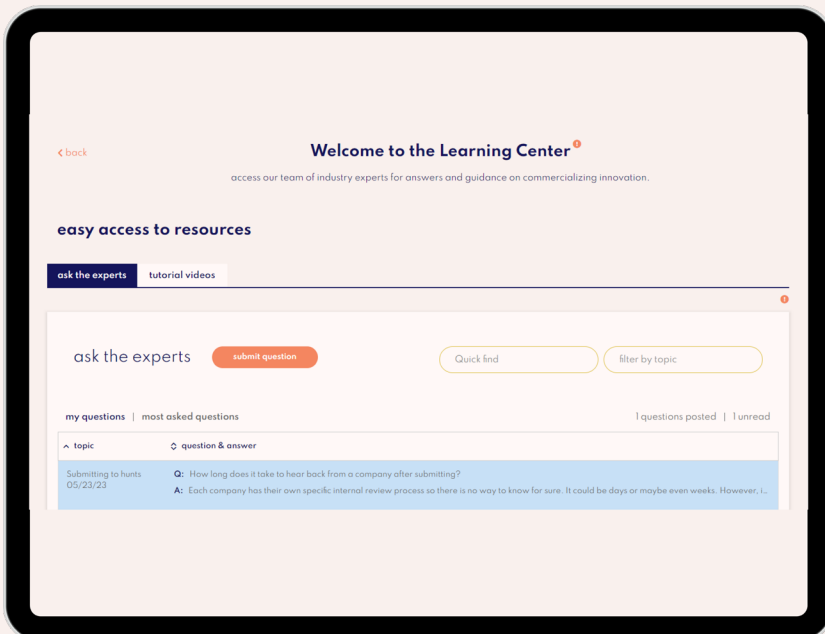 back
Welcome to the Learning Center
access our team of industry experts for answers and guidance on commercializing innovation.
easy access to resources
ask the experts tutorial videos
ask the experts submit question Quick find filter by topic
my questions | most asked questions 1 questions posted | 1 unread
topic question & answer
Submitting to hunts Q: How long does it take to hear back from a company after submitting?
05/23/23 A: Each company has their own specific internal review process so there is no way to know for sure. It could be days or maybe even weeks. However, i...